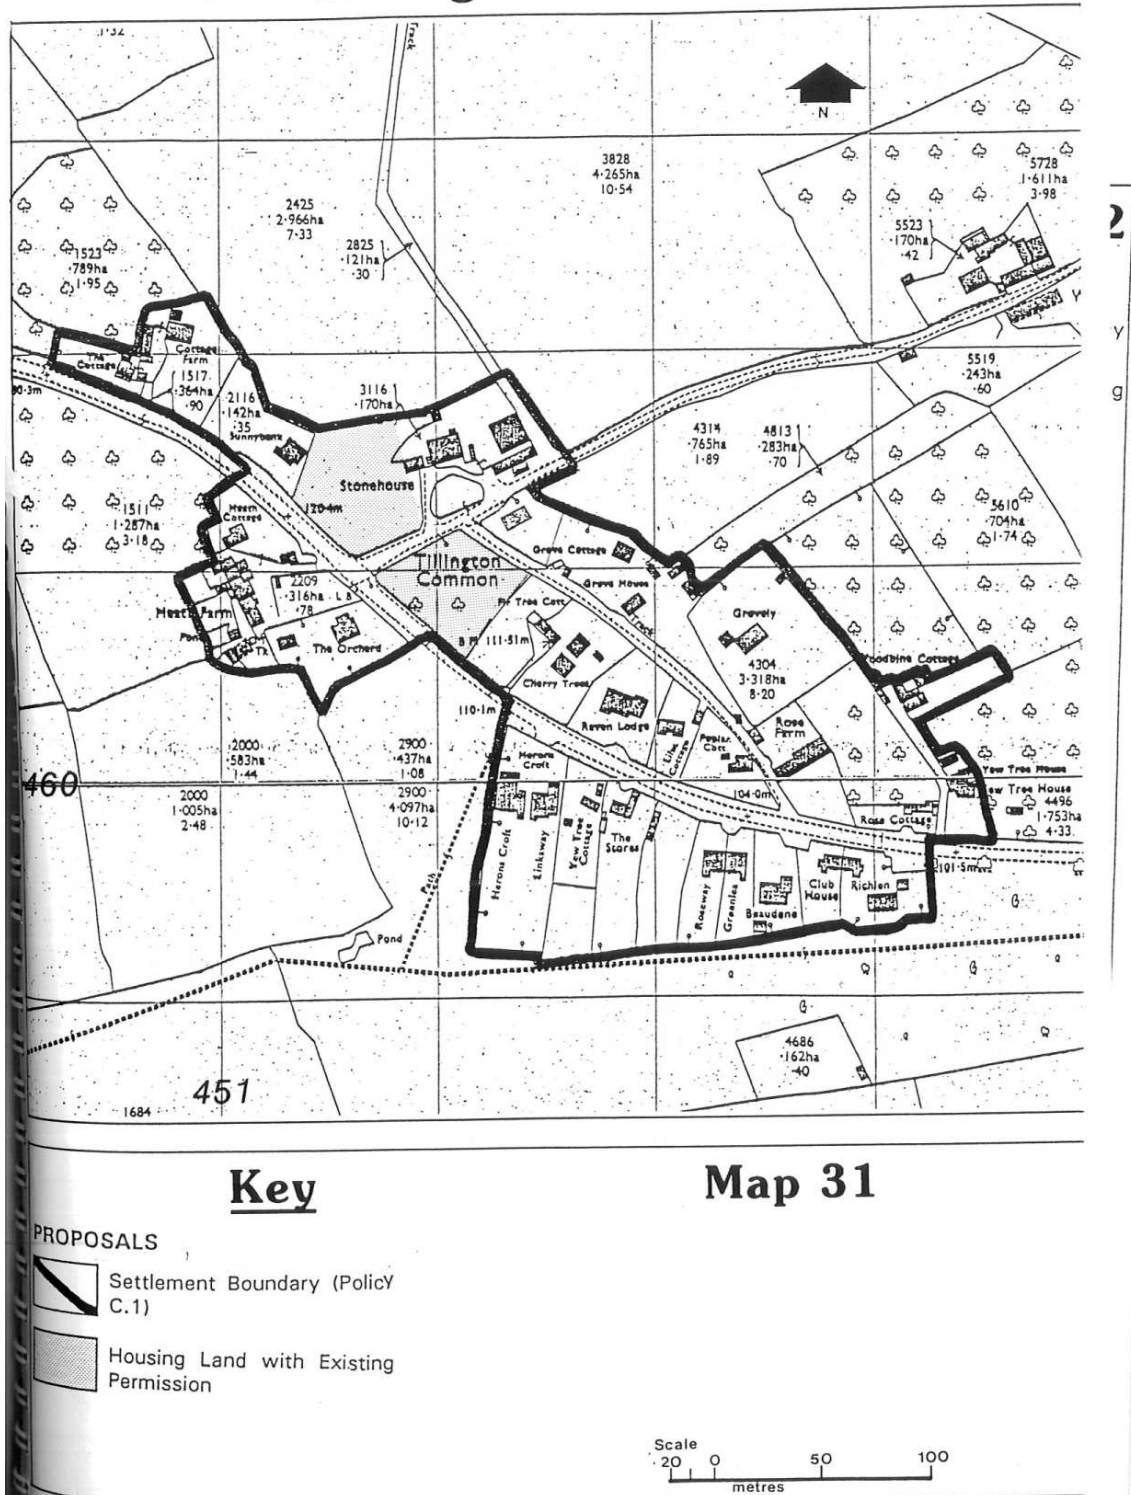 1·32
Track
N
3828
4·265ha
10·54
5728
1·611ha
3·98
2
2425
2·966ha
7·33
5523
·170ha
·42
2825
·121ha
·30
1523
·789ha
1·95
y
g
The
Cottage
Cottage
Farm
1517
·364ha
·90
5519
·243ha
·60
2116
·142ha
·35
Sunnybank
3116
·170ha
4314
·765ha
1·89
4813
·283ha
·70
Stonehouse
120·4m
5610
·704ha
1·74
1511
1·287ha
3·18
Heath
Cottage
Grove Cottage
Tillington
Common
Grove House
2209
·316ha
·78
L B
Heath Farm
Fir Tree Cott
Track
Gravely
Pond
Tk
The Orchard
B M 111·51m
Woodbine Cottage
4304
3·318ha
8·20
Cherry Trees
110·1m
Raven Lodge
Rose
Farm
Poplar
Cott
Lilac
Cottage
2000
·583ha
1·44
2900
·437ha
1·08
Herons
Croft
Yew Tree House
460
2000
1·005ha
2·48
2900
4·097ha
10·12
104·0m
Yew Tree House
4496
1·753ha
4·33
Rose Cottage
Herons Croft
Linksway
Yew Tree
Cottage
The
Stores
101·5m
Path
Roseway
Greenlea
Beaudene
Club
House
Richlen
Pond
4686
·162ha
·40
451
1684
Key
Map 31
PROPOSALS
Settlement Boundary (Policy
C.1)
Housing Land with Existing
Permission
Scale
20 0 50 100
metres